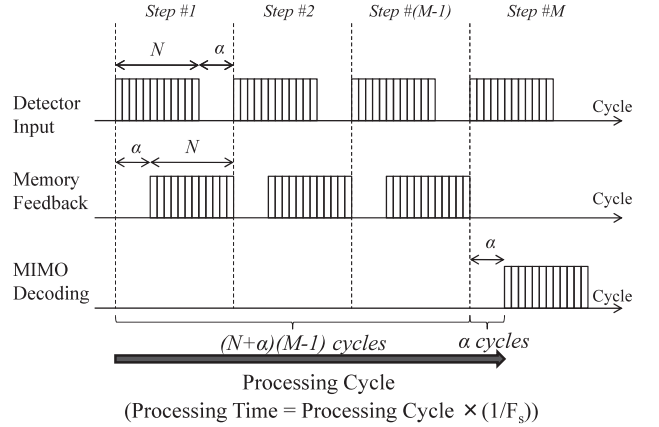 Step #1 Step #2 Step #(M-1) Step #M
N α
Detector
Input
Cycle
α N
Memory
Feedback
Cycle
α
MIMO
Decoding
Cycle
(N+α)(M-1) cycles α cycles
Processing Cycle
(Processing Time = Processing Cycle ×(1/Fs))